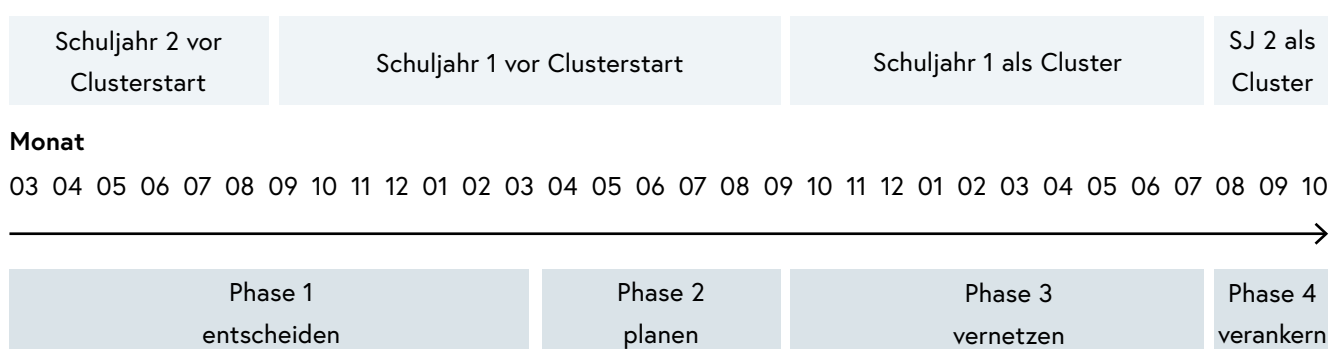 Schuljahr 2 vor
Clusterstart
Schuljahr 1 vor Clusterstart
Schuljahr 1 als Cluster
SJ 2 als
Cluster
Monat
03 04 05 06 07 08 09 10 11 12 01 02 03 04 05 06 07 08 09 10 11 12 01 02 03 04 05 06 07 08 09 10
Phase 1
entscheiden
Phase 2
planen
Phase 3
vernetzen
Phase 4
verankern